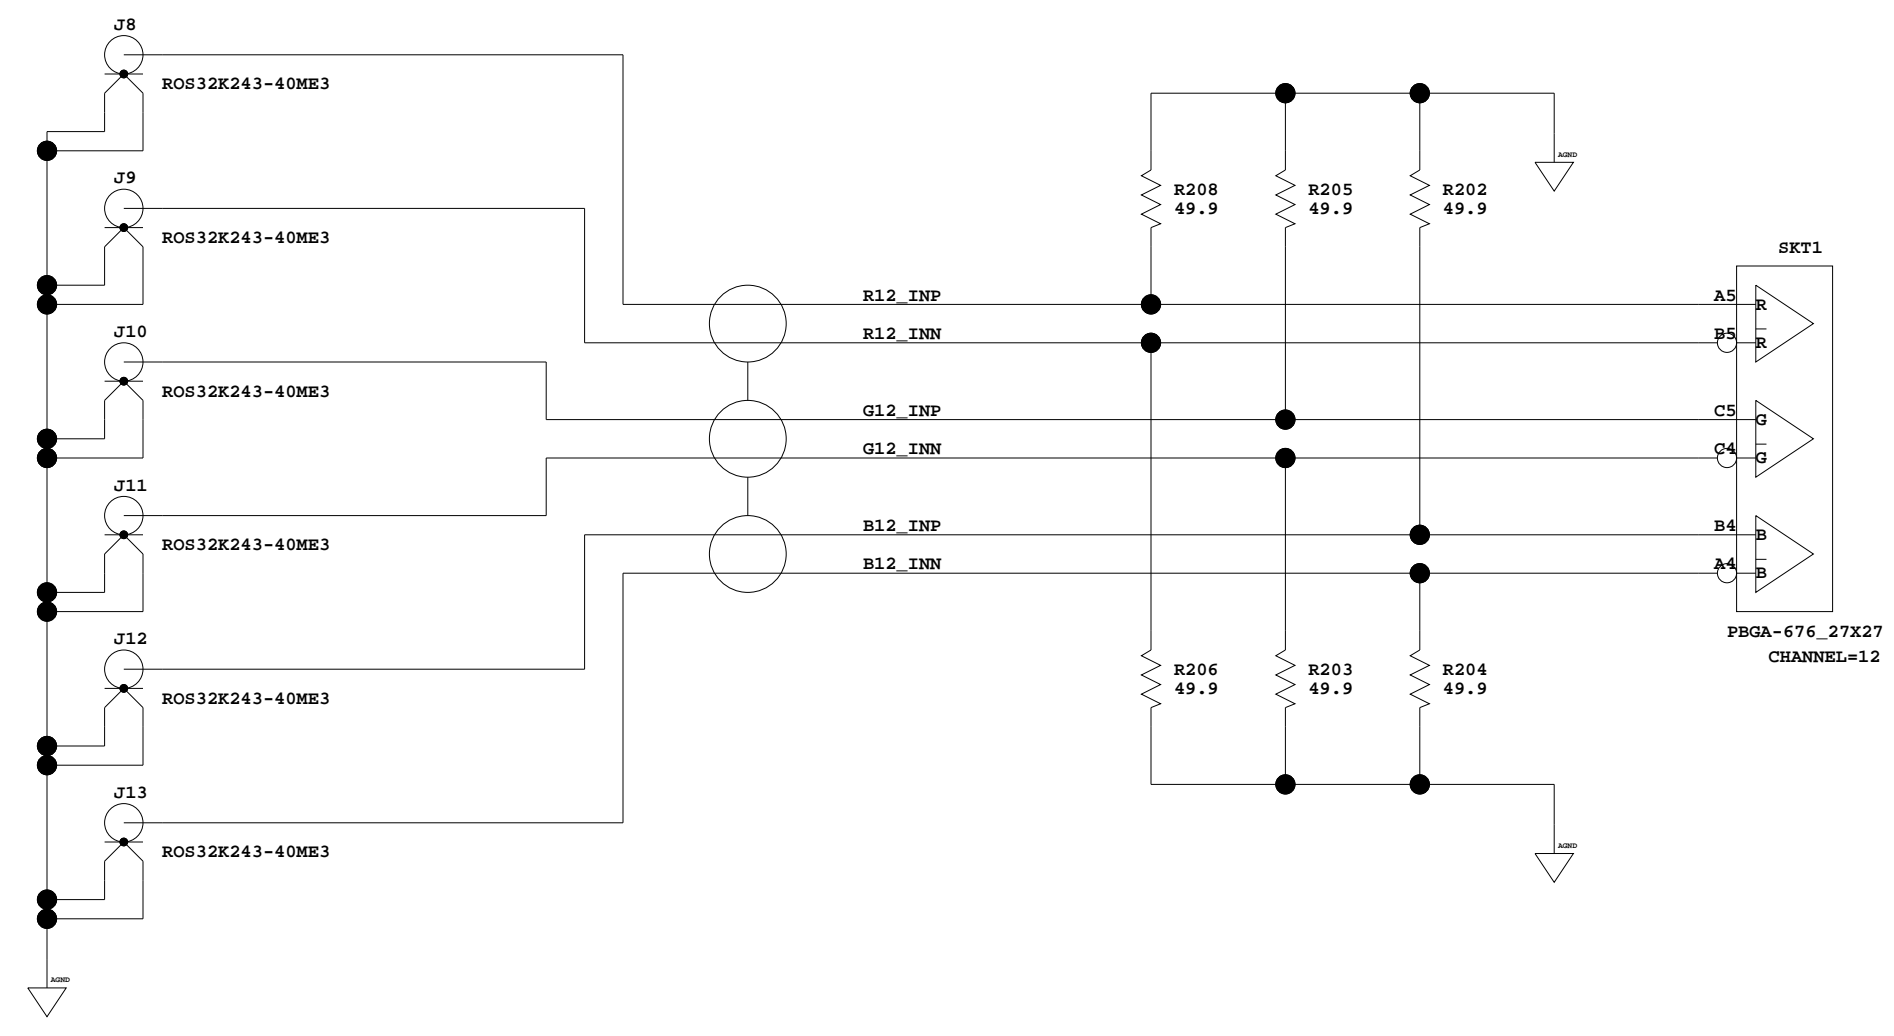 J8
ROS32K243-40ME3
J9
ROS32K243-40ME3
J10
ROS32K243-40ME3
J11
ROS32K243-40ME3
J12
ROS32K243-40ME3
J13
ROS32K243-40ME3
AGND
R12_INP
R12_INN
G12_INP
G12_INN
B12_INP
B12_INN
R208
49.9
R205
49.9
R202
49.9
AGND
R206
49.9
R203
49.9
R204
49.9
AGND
SKT1
A5 R
B5 R
C5 G
C4 G
B4 B
A4 B
PBGA-676_27X27
CHANNEL=12